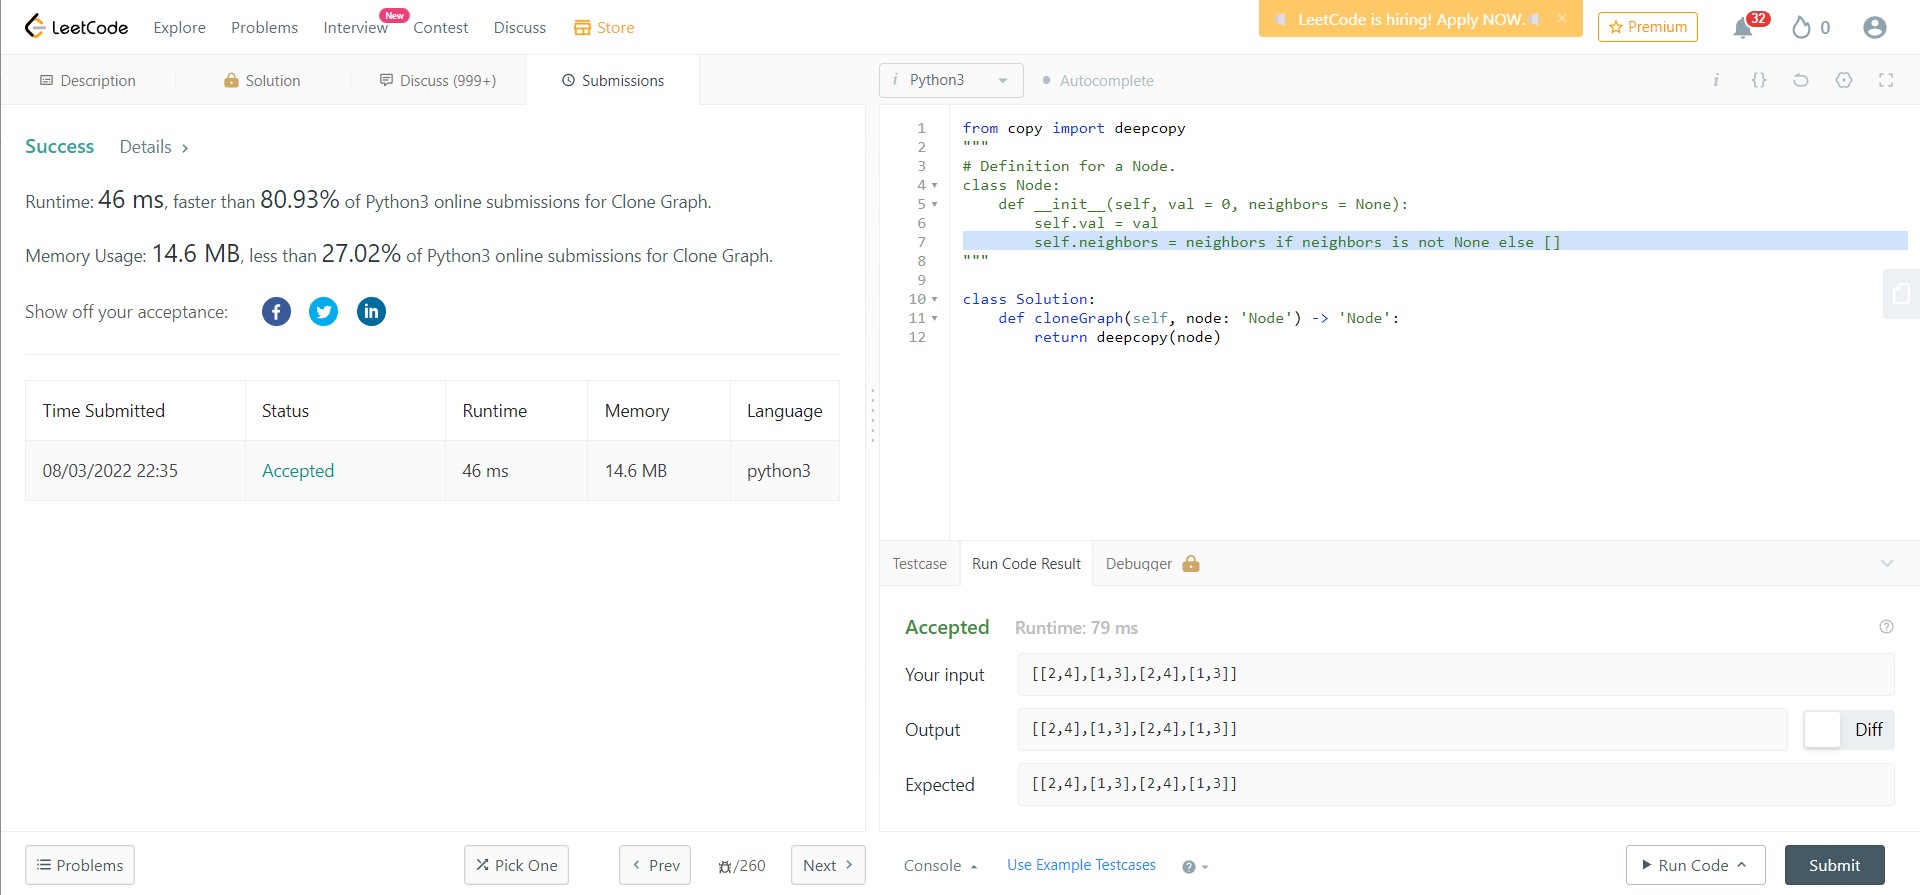 LeetCode Explore Problems Interview New Contest Discuss Store LeetCode is hiring! Apply NOW. Premium 32 0
Description Solution Discuss (999+) Submissions
Success Details
Runtime: 46 ms, faster than 80.93% of Python3 online submissions for Clone Graph.
Memory Usage: 14.6 MB, less than 27.02% of Python3 online submissions for Clone Graph.
Show off your acceptance:
Time Submitted Status Runtime Memory Language
08/03/2022 22:35 Accepted 46 ms 14.6 MB python3
Problems Pick One Prev /260 Next
i Python3 Autocomplete i {}
1 from copy import deepcopy
2 """
3 # Definition for a Node.
4 class Node:
5     def __init__(self, val = 0, neighbors = None):
6         self.val = val
7         self.neighbors = neighbors if neighbors is not None else []
8 """
9
10 class Solution:
11     def cloneGraph(self, node: 'Node') -> 'Node':
12         return deepcopy(node)
Testcase Run Code Result Debugger
Accepted Runtime: 79 ms ?
Your input [[2,4],[1,3],[2,4],[1,3]]
Output [[2,4],[1,3],[2,4],[1,3]] Diff
Expected [[2,4],[1,3],[2,4],[1,3]]
Console Use Example Testcases ? Run Code Submit